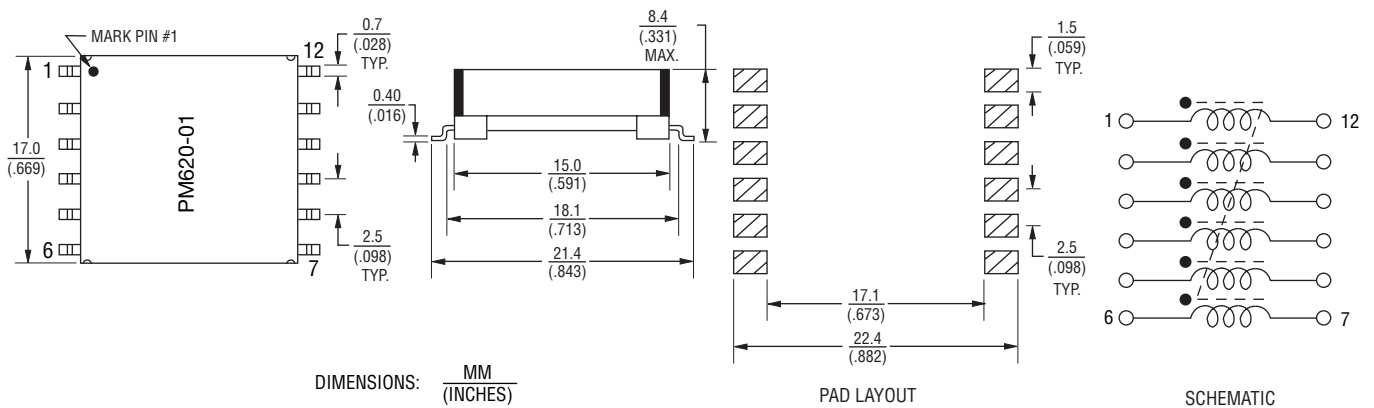 MARK PIN #1
1
12
6
7
17.0
(.669)
PM620-01
0.7
(.028)
TYP.
2.5
(.098)
TYP.
8.4
(.331)
MAX.
0.40
(.016)
15.0
(.591)
18.1
(.713)
21.4
(.843)
DIMENSIONS: MM
(INCHES)
1.5
(.059)
TYP.
2.5
(.098)
TYP.
17.1
(.673)
22.4
(.882)
PAD LAYOUT
1
12
6
7
SCHEMATIC